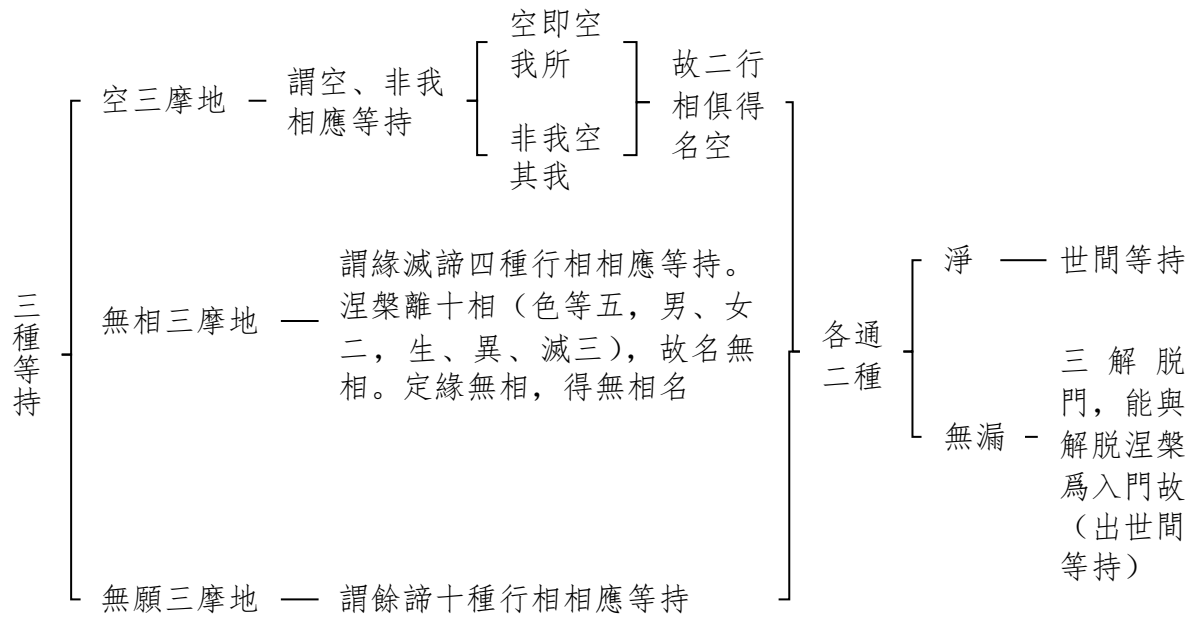 三種等持
空三摩地
謂空、非我
相應等持
空即空
我所
非我空
其我
故二行
相俱得
名空
無相三摩地
謂緣滅諦四種行相相應等持。
涅槃離十相（色等五，男、女
二，生、異、滅三），故名無
相。定緣無相，得無相名
無願三摩地
謂餘諦十種行相相應等持
各通
二種
淨
世間等持
無漏
三解脱
門，能與
解脱涅槃
爲入門故
（出世間
等持）